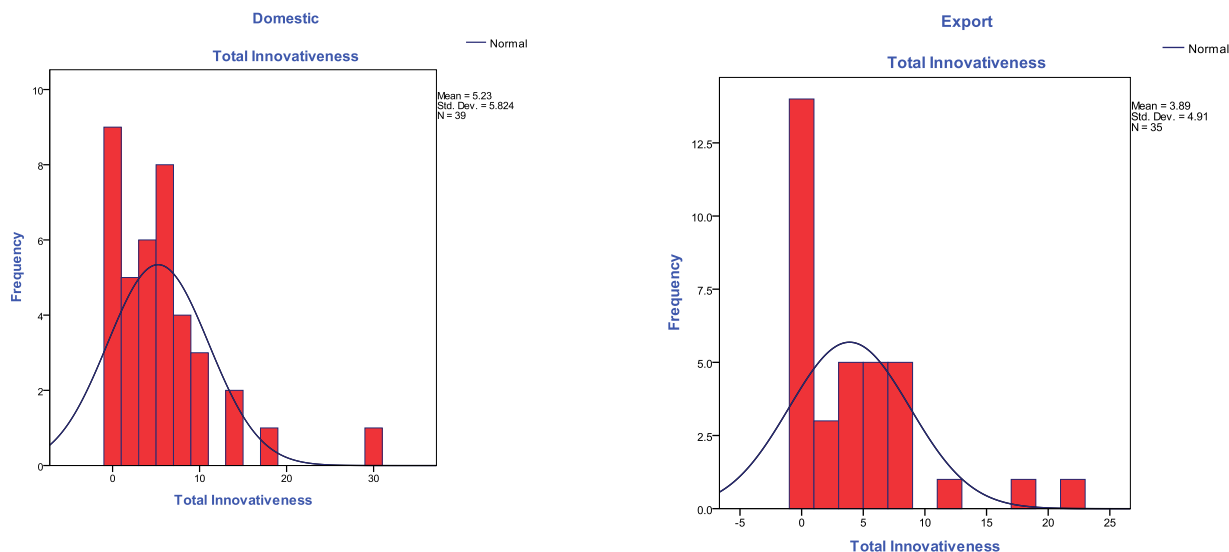 Domestic
Total Innovativeness
Normal
Mean = 5.23
Std. Dev. = 5.824
N = 39
Frequency
10
8
6
4
2
0
0 10 20 30
Total Innovativeness
Export
Total Innovativeness
Normal
Mean = 3.89
Std. Dev. = 4.91
N = 35
Frequency
12.5
10.0
7.5
5.0
2.5
0.0
-5 0 5 10 15 20 25
Total Innovativeness